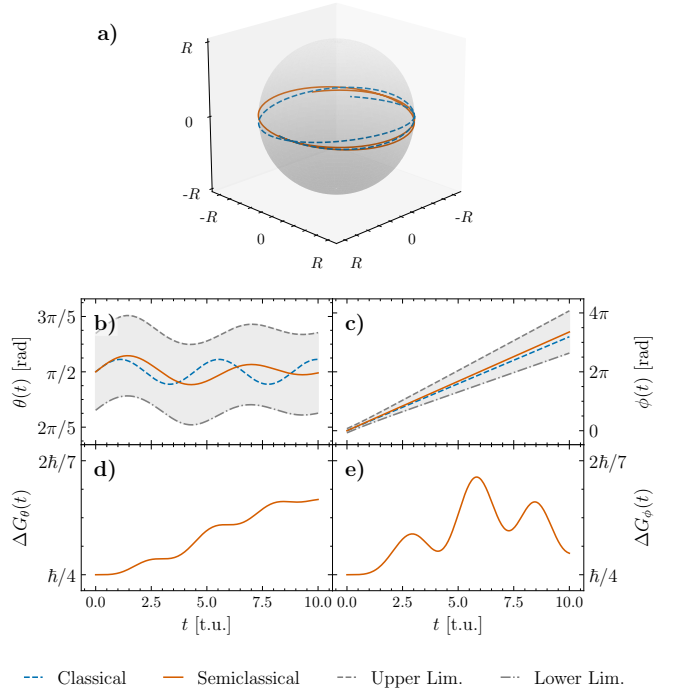 a)
R
0
-R
-R
0
R
R
0
-R
b)
3π/5
π/2
2π/5
θ(t) [rad]
c)
4π
2π
0
ϕ(t) [rad]
d)
2ℏ/7
ℏ/4
ΔG_θ(t)
e)
2ℏ/7
ℏ/4
ΔG_ϕ(t)
0.0 2.5 5.0 7.5 10.0
t [t.u.]
0.0 2.5 5.0 7.5 10.0
t [t.u.]
Classical Semiclassical Upper Lim. Lower Lim.